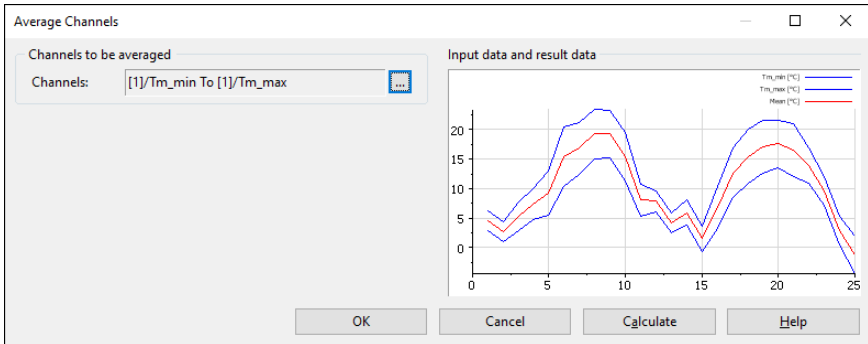 Average Channels
Channels to be averaged
Channels: [1]/Tm_min To [1]/Tm_max ...
Input data and result data
Tm_min [°C]
Tm_max [°C]
Mean [°C]
20
15
10
5
0
0 5 10 15 20 25
OK Cancel Calculate Help